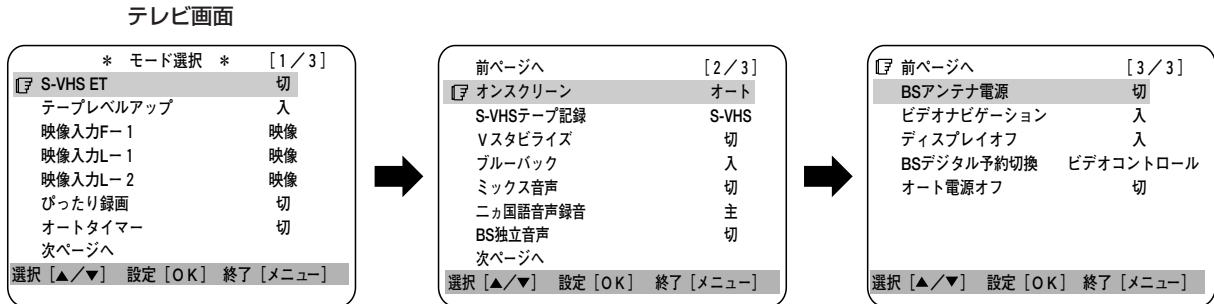 テレビ画面
＊ モード選択 ＊ ［1／3］
S-VHS ET 切
テープレベルアップ 入
映像入力F－1 映像
映像入力L－1 映像
映像入力L－2 映像
ぴったり録画 切
オートタイマー 切
次ページへ
選択［▲／▼］ 設定［OK］ 終了［メニュー］
前ページへ ［2／3］
オンスクリーン オート
S-VHSテープ記録 S-VHS
Vスタビライズ 切
ブルーバック 入
ミックス音声 切
二ヵ国語音声録音 主
BS独立音声 切
次ページへ
選択［▲／▼］ 設定［OK］ 終了［メニュー］
前ページへ ［3／3］
BSアンテナ電源 切
ビデオナビゲーション 入
ディスプレイオフ 入
BSデジタル予約切換 ビデオコントロール
オート電源オフ 切
選択［▲／▼］ 設定［OK］ 終了［メニュー］